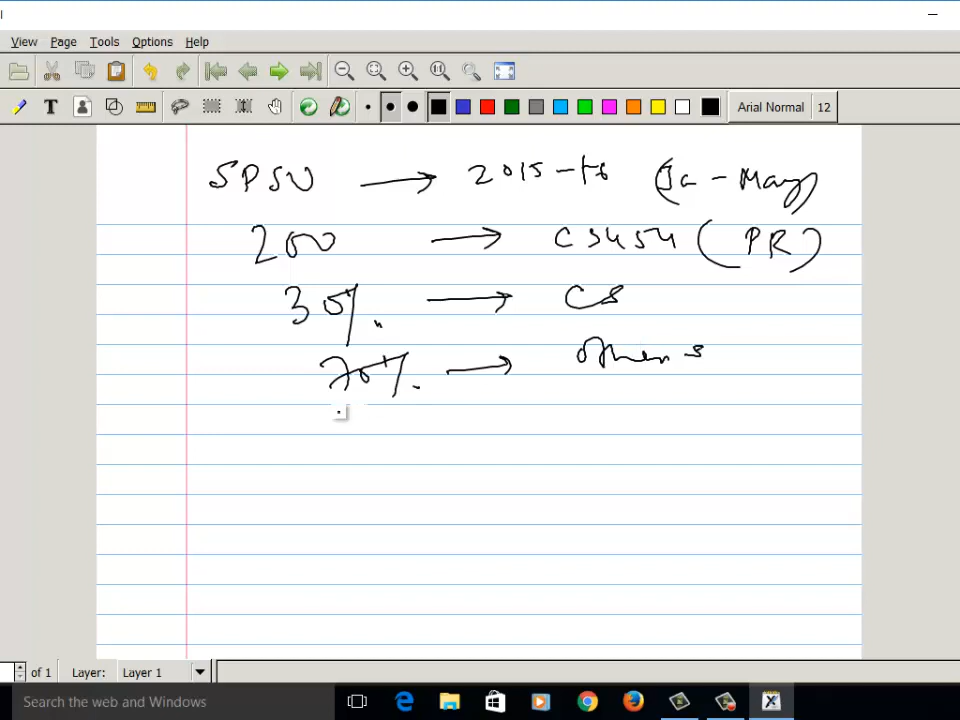 View Page Tools Options Help
T Arial Normal 12
SPSU → 2015-16 (Ja - May)
200 → CS454 (PR)
30% → CS
70% → others
of 1 Layer: Layer 1
Search the web and Windows